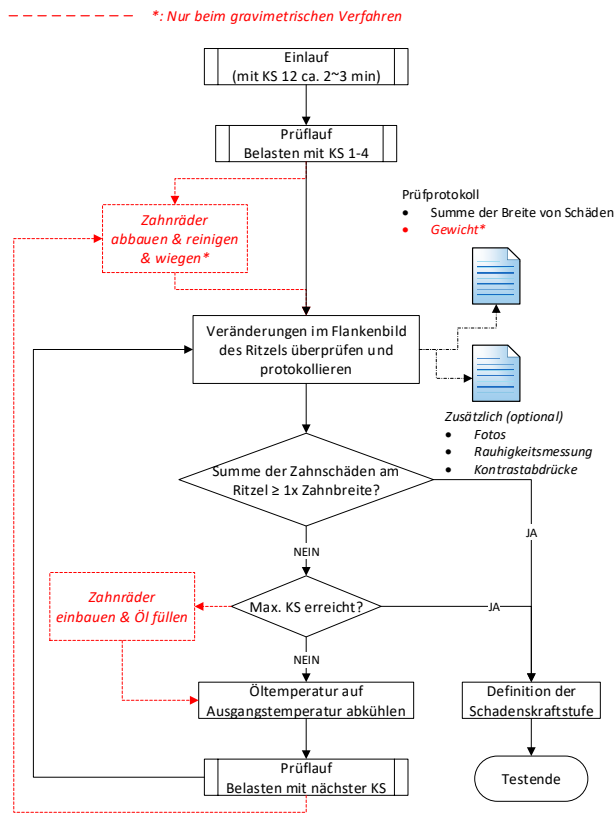 *: Nur beim gravimetrischen Verfahren
Einlauf
(mit KS 12 ca. 2~3 min)
Prüflauf
Belasten mit KS 1-4
Zahnräder
abbauen & reinigen
& wiegen*
Prüfprotokoll
• Summe der Breite von Schäden
• Gewicht*
Veränderungen im Flankenbild
des Ritzels überprüfen und
protokollieren
Zusätzlich (optional)
• Fotos
• Rauhigkeitsmessung
• Kontrastabdrücke
Summe der Zahnschäden am
Ritzel ≥ 1x Zahnbreite?
JA
NEIN
Zahnräder
einbauen & Öl füllen
Max. KS erreicht?
JA
NEIN
Öltemperatur auf
Ausgangstemperatur abkühlen
Definition der
Schadenskraftstufe
Prüflauf
Belasten mit nächster KS
Testende